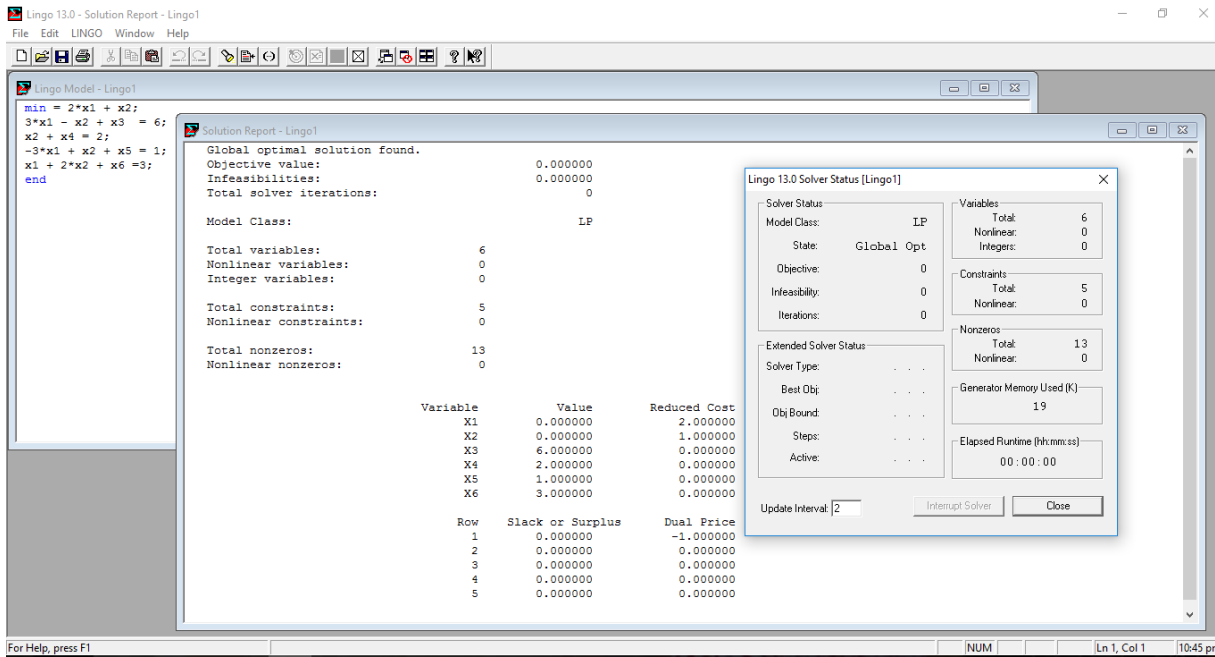 Lingo 13.0 - Solution Report - Lingo1
File Edit LINGO Window Help
Lingo Model - Lingo1
min = 2*x1 + x2;
3*x1 - x2 + x3  = 6;
x2 + x4 = 2;
-3*x1 + x2 + x5 = 1;
x1 + 2*x2 + x6 =3;
end
Solution Report - Lingo1
Global optimal solution found.
Objective value: 0.000000
Infeasibilities: 0.000000
Total solver iterations: 0
Model Class: LP
Total variables: 6
Nonlinear variables: 0
Integer variables: 0
Total constraints: 5
Nonlinear constraints: 0
Total nonzeros: 13
Nonlinear nonzeros: 0
Variable Value Reduced Cost
X1 0.000000 2.000000
X2 0.000000 1.000000
X3 6.000000 0.000000
X4 2.000000 0.000000
X5 1.000000 0.000000
X6 3.000000 0.000000
Row Slack or Surplus Dual Price
1 0.000000 -1.000000
2 0.000000 0.000000
3 0.000000 0.000000
4 0.000000 0.000000
5 0.000000 0.000000
Lingo 13.0 Solver Status [Lingo1]
Solver Status
Model Class: LP
State: Global Opt
Objective: 0
Infeasibility: 0
Iterations: 0
Extended Solver Status
Solver Type: . . .
Best Obj: . . .
Obj Bound: . . .
Steps: . . .
Active: . . .
Variables
Total: 6
Nonlinear: 0
Integers: 0
Constraints
Total: 5
Nonlinear: 0
Nonzeros
Total: 13
Nonlinear: 0
Generator Memory Used (K)
19
Elapsed Runtime (hh:mm:ss)
00:00:00
Update Interval: 2
Interrupt Solver Close
For Help, press F1 NUM Ln 1, Col 1 10:45 pr